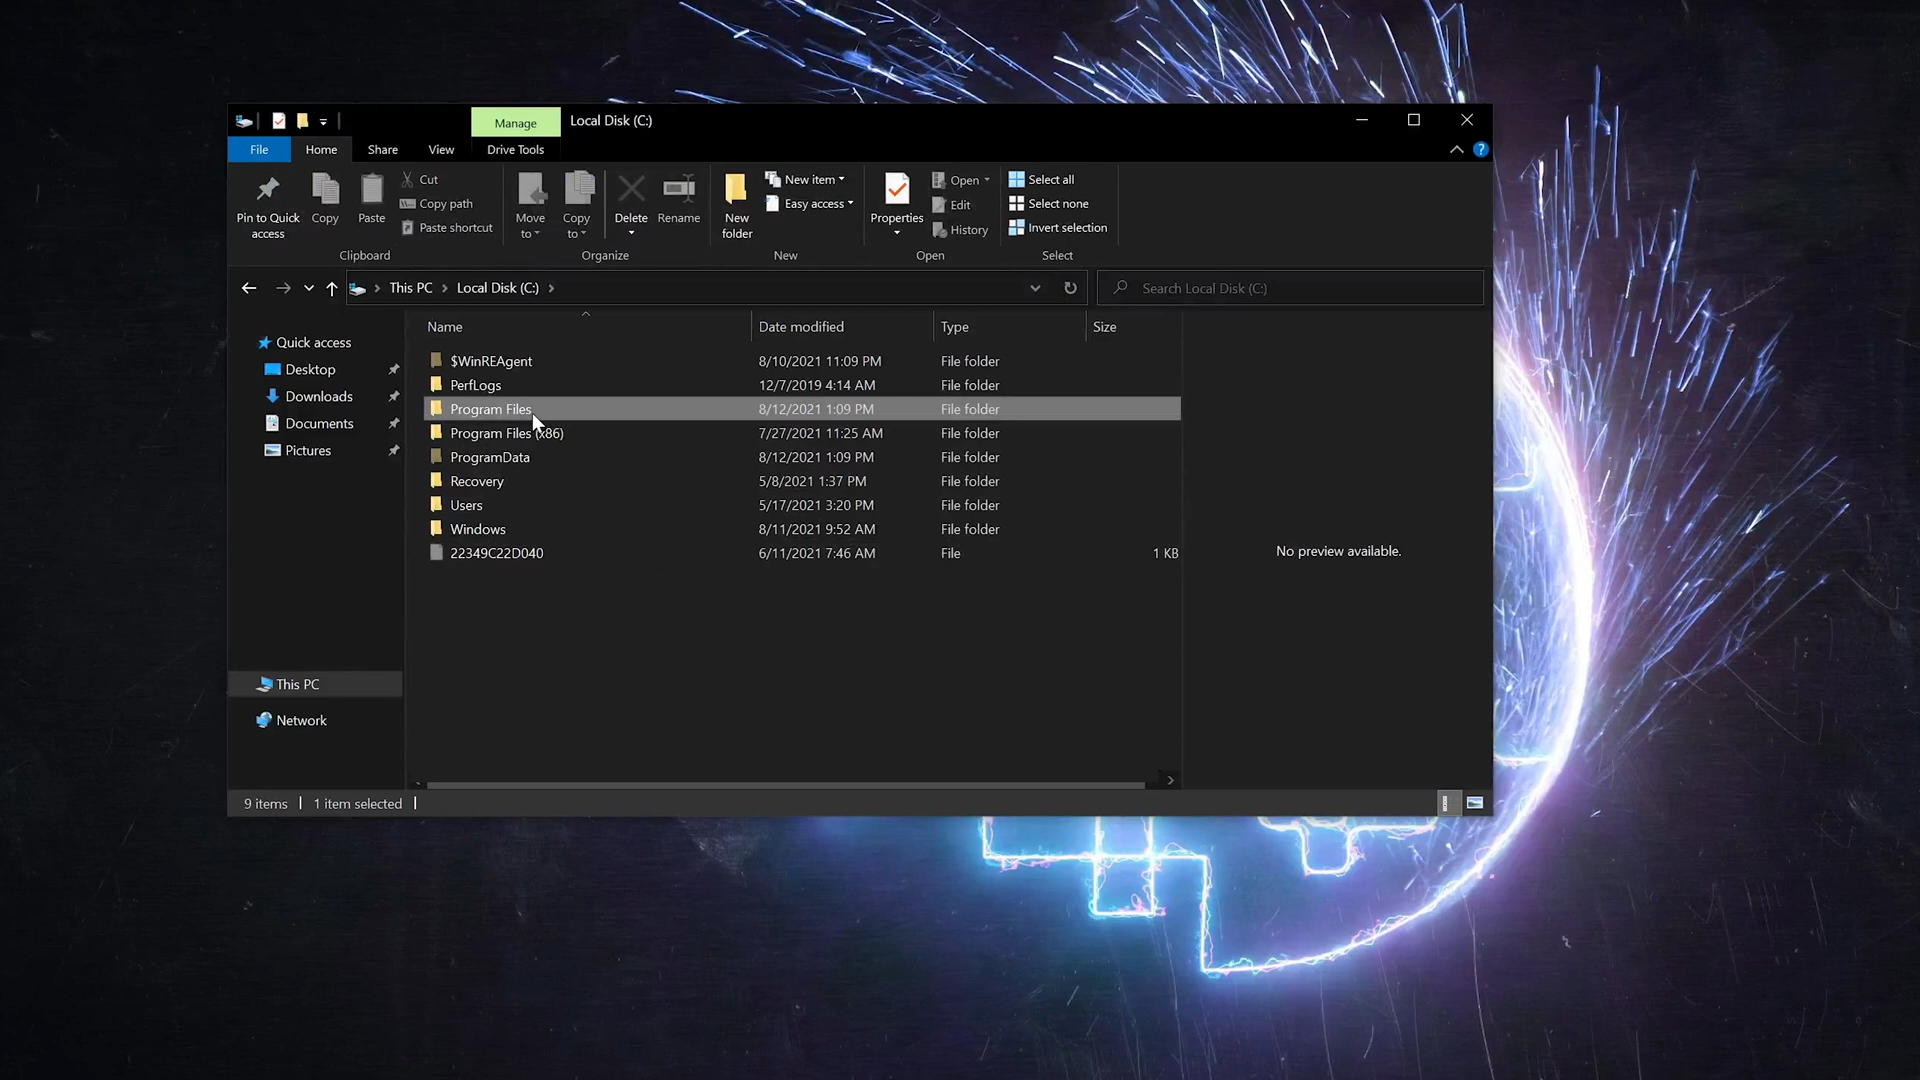 Manage Local Disk (C:)
File Home Share View Drive Tools
Pin to Quick access
Copy
Paste
Cut
Copy path
Paste shortcut
Clipboard
Move to
Copy to
Delete
Rename
Organize
New folder
New item
Easy access
New
Properties
Open
Edit
History
Open
Select all
Select none
Invert selection
Select
This PC Local Disk (C:) Search Local Disk (C:)
Quick access
Desktop
Downloads
Documents
Pictures
This PC
Network
Name Date modified Type Size
$WinREAgent 8/10/2021 11:09 PM File folder
PerfLogs 12/7/2019 4:14 AM File folder
Program Files 8/12/2021 1:09 PM File folder
Program Files (x86) 7/27/2021 11:25 AM File folder
ProgramData 8/12/2021 1:09 PM File folder
Recovery 5/8/2021 1:37 PM File folder
Users 5/17/2021 3:20 PM File folder
Windows 8/11/2021 9:52 AM File folder
22349C22D040 6/11/2021 7:46 AM File 1 KB
No preview available.
9 items 1 item selected